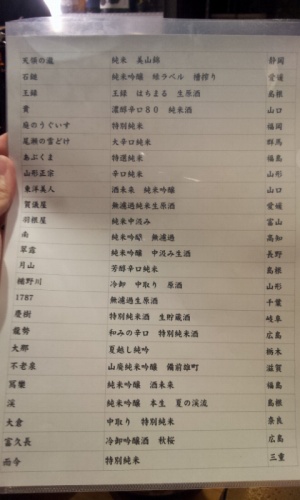 天領の滝 純米 美山錦 静岡
石鎚 純米吟醸 緑ラベル 槽搾り 愛媛
王録 王録 はちまる 生原酒 島根
貴 濃醇辛口80 純米酒 山口
庭のうぐいす 特別純米 福岡
尾瀬の雪どけ 大辛口純米 群馬
あぶくま 特選純米 福島
山形正宗 辛口純米 山形
東洋美人 酒未来 純米吟醸 山口
賀儀屋 無濾過純米生原酒 愛媛
羽根屋 純米中汲み 富山
南 純米吟醸 無濾過 高知
翠露 純米吟醸 中汲み生酒 長野
月山 芳醇辛口純米 島根
楯野川 冷卸 中取り 原酒 山形
1787 無濾過生原酒 千葉
特別純米酒 生貯蔵酒 岐阜
龍勢 和みの辛口 特別純米 広島
大那 夏越し純吟 栃木
不老泉 山廃純米吟醸 備前雄町 滋賀
寫樂 純米吟醸 酒未来 福島
渓 純米吟醸 本生 夏の渓流 島根
大倉 中取り 特別純米 奈良
富久長 冷卸吟醸酒 秋桜 広島
而今 特別純米 三重